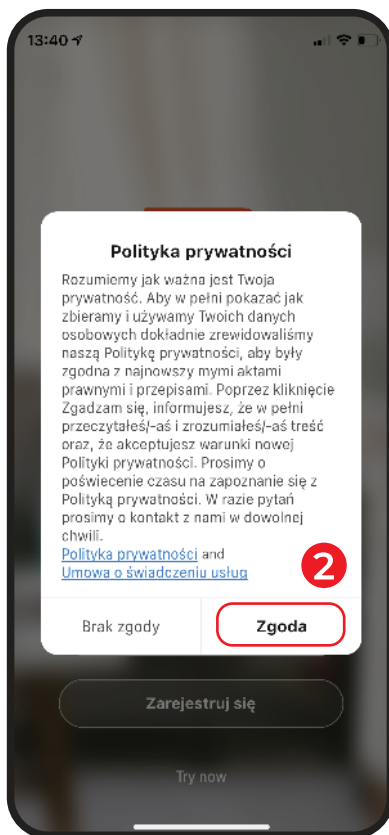 13:40
Polityka prywatności
Rozumiemy jak ważna jest Twoja
prywatność. Aby w pełni pokazać jak
zbieramy i używamy Twoich danych
osobowych dokładnie zrewidowaliśmy
naszą Politykę prywatności, aby były
zgodna z najnowszy mymi aktami
prawnymi i przepisami. Poprzez kliknięcie
Zgadzam się, informujesz, że w pełni
przeczytałeś/-aś i zrozumiałeś/-aś treść
oraz, że akceptujesz warunki nowej
Polityki prywatności. Prosimy o
poświecenie czasu na zapoznanie się z
Polityką prywatności. W razie pytań
prosimy o kontakt z nami w dowolnej
chwili.
Polityka prywatności and
Umowa o świadczeniu usług
2
Brak zgody Zgoda
Zarejestruj się
Try now